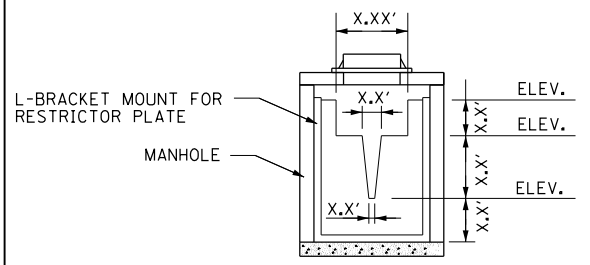 X.XX'
L-BRACKET MOUNT FOR
RESTRICTOR PLATE
MANHOLE
X.X'
X.X'
ELEV.
X.X'
ELEV.
X.X'
ELEV.
X.X'